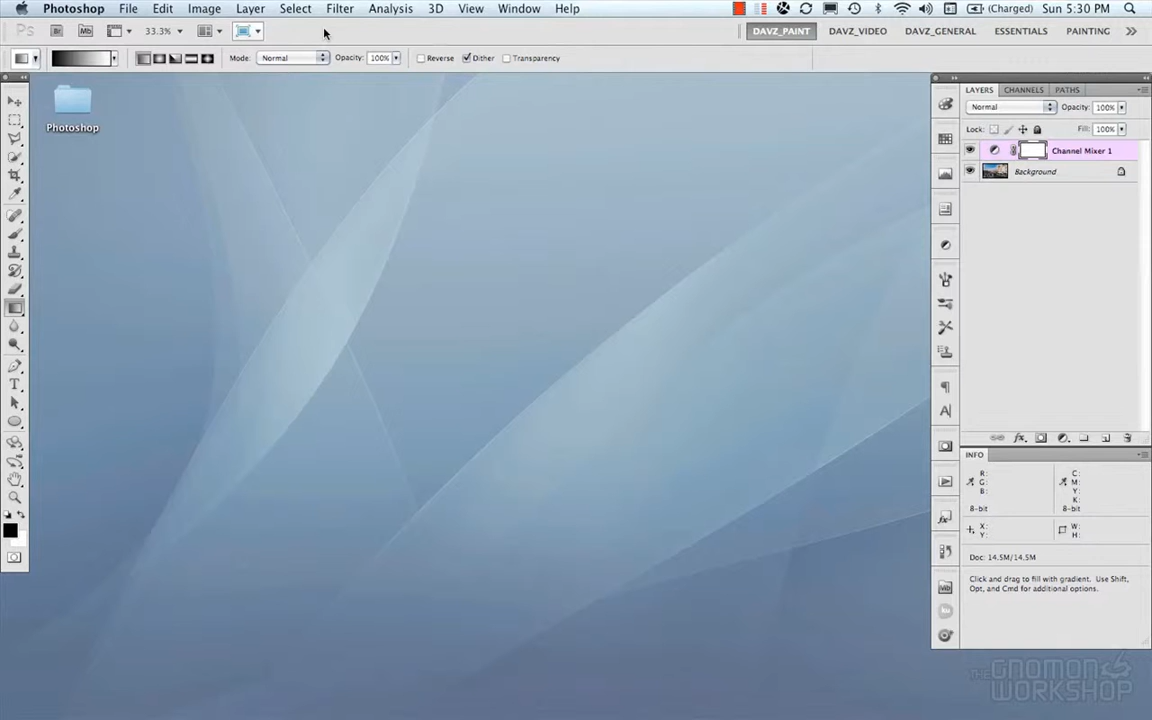 Photoshop File Edit Image Layer Select Filter Analysis 3D View Window Help (Charged) Sun 5:30 PM
Ps Br Mb 33.3% DAVZ_PAINT DAVZ_VIDEO DAVZ_GENERAL ESSENTIALS PAINTING
Mode: Normal Opacity: 100% Reverse Dither Transparency
Photoshop
LAYERS CHANNELS PATHS
Normal Opacity: 100%
Lock: Fill: 100%
Channel Mixer 1
Background
INFO
R: C:
G: M:
B: Y:
K:
8-bit 8-bit
X: W:
Y: H:
Doc: 14.5M/14.5M
Click and drag to fill with gradient. Use Shift,
Opt, and Cmd for additional options.
THE GNOMON
WORKSHOP